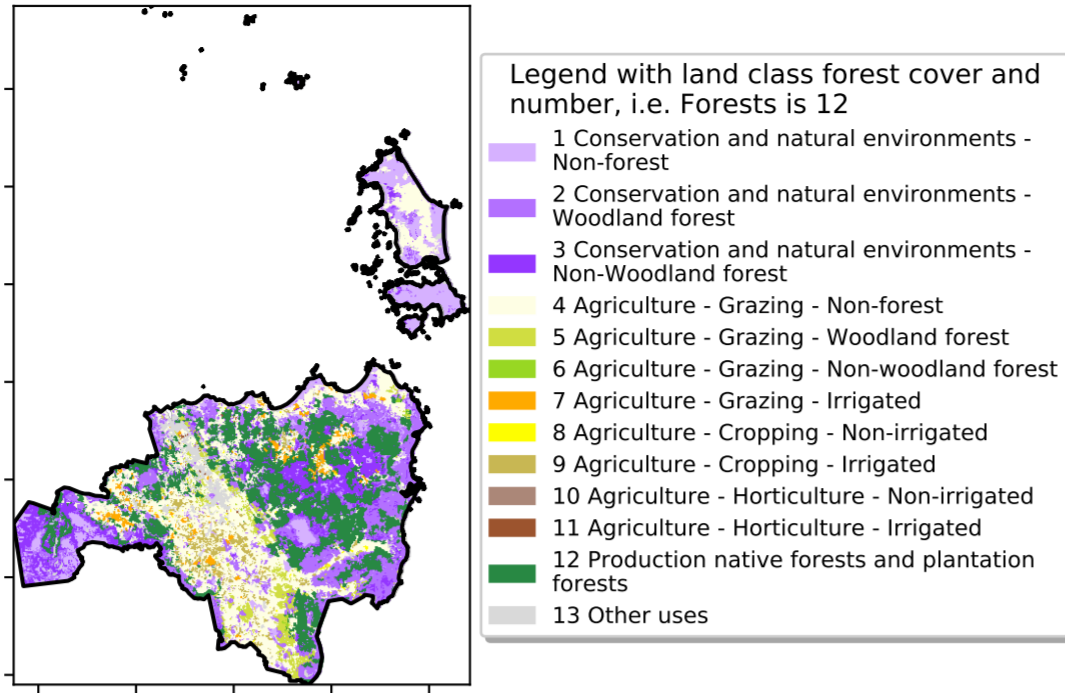 Legend with land class forest cover and
number, i.e. Forests is 12
1 Conservation and natural environments -
Non-forest
2 Conservation and natural environments -
Woodland forest
3 Conservation and natural environments -
Non-Woodland forest
4 Agriculture - Grazing - Non-forest
5 Agriculture - Grazing - Woodland forest
6 Agriculture - Grazing - Non-woodland forest
7 Agriculture - Grazing - Irrigated
8 Agriculture - Cropping - Non-irrigated
9 Agriculture - Cropping - Irrigated
10 Agriculture - Horticulture - Non-irrigated
11 Agriculture - Horticulture - Irrigated
12 Production native forests and plantation
forests
13 Other uses